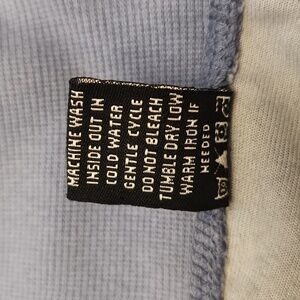 MACHINE WASH
INSIDE OUT IN
COLD WATER
GENTLE CYCLE
DO NOT BLEACH
TUMBLE DRY LOW
WARM IRON IF
NEEDED